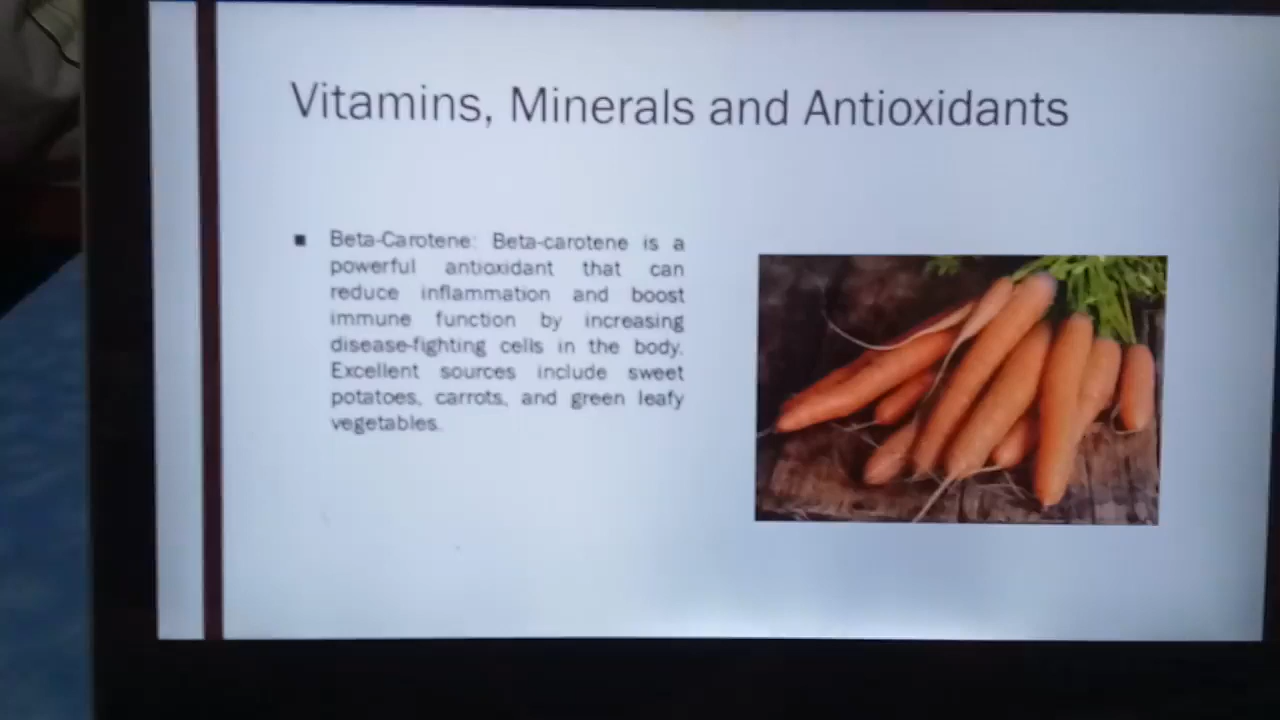 Vitamins, Minerals and Antioxidants
Beta-Carotene: Beta-carotene is a
powerful antioxidant that can
reduce inflammation and boost
immune function by increasing
disease-fighting cells in the body.
Excellent sources include sweet
potatoes, carrots, and green leafy
vegetables.